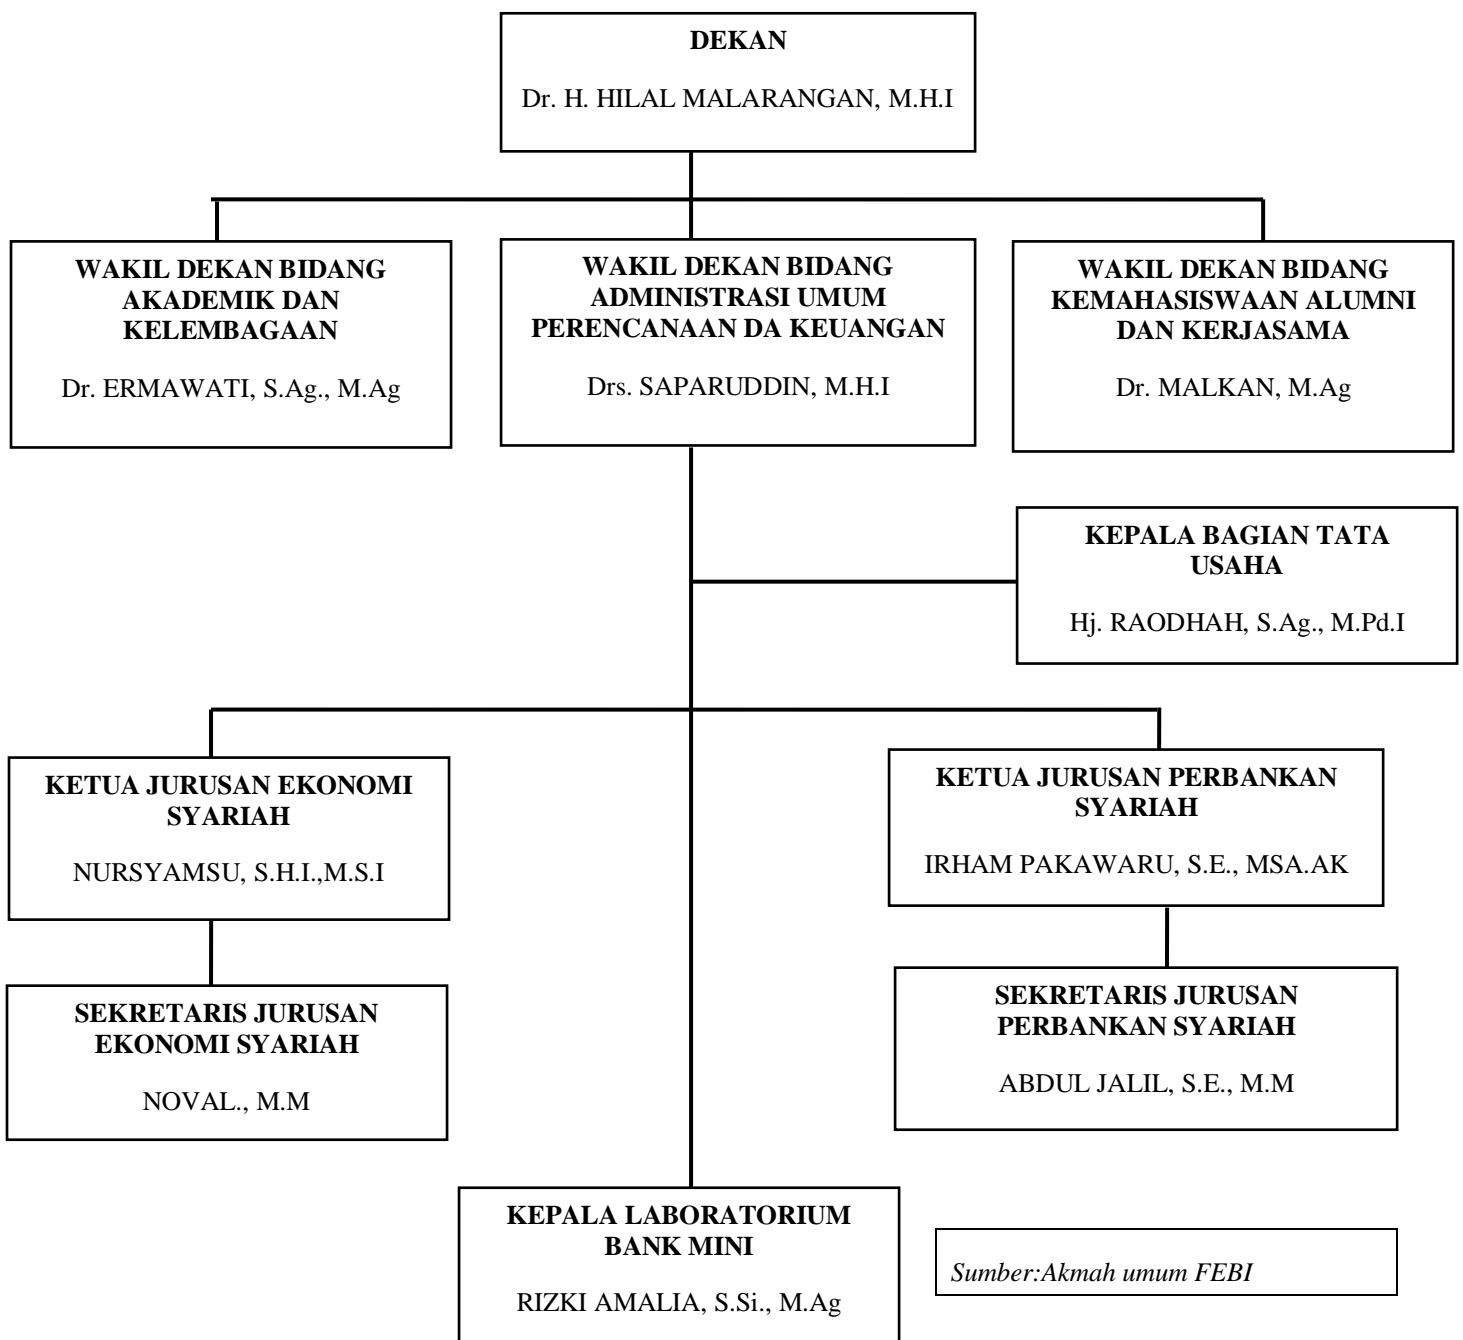 DEKAN
Dr. H. HILAL MALARANGAN, M.H.I
WAKIL DEKAN BIDANG
AKADEMIK DAN
KELEMBAGAAN
Dr. ERMAWATI, S.Ag., M.Ag
WAKIL DEKAN BIDANG
ADMINISTRASI UMUM
PERENCANAAN DA KEUANGAN
Drs. SAPARUDDIN, M.H.I
WAKIL DEKAN BIDANG
KEMAHASISWAAN ALUMNI
DAN KERJASAMA
Dr. MALKAN, M.Ag
KEPALA BAGIAN TATA
USAHA
Hj. RAODHAH, S.Ag., M.Pd.I
KETUA JURUSAN EKONOMI
SYARIAH
NURSYAMSU, S.H.I.,M.S.I
KETUA JURUSAN PERBANKAN
SYARIAH
IRHAM PAKAWARU, S.E., MSA.AK
SEKRETARIS JURUSAN
EKONOMI SYARIAH
NOVAL., M.M
SEKRETARIS JURUSAN
PERBANKAN SYARIAH
ABDUL JALIL, S.E., M.M
KEPALA LABORATORIUM
BANK MINI
RIZKI AMALIA, S.Si., M.Ag
Sumber:Akmah umum FEBI